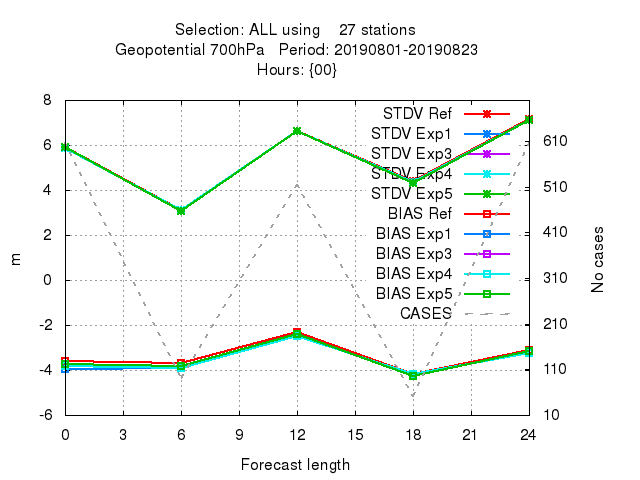 Selection: ALL using 27 stations
Geopotential 700hPa Period: 20190801-20190823
Hours: {00}
8
6
4
2
0
-2
-4
-6
m
STDV Ref
STDV Exp1
STDV Exp3
STDV Exp4
STDV Exp5
BIAS Ref
BIAS Exp1
BIAS Exp3
BIAS Exp4
BIAS Exp5
CASES
610
510
410
310
210
110
10
No cases
0 3 6 9 12 15 18 21 24
Forecast length